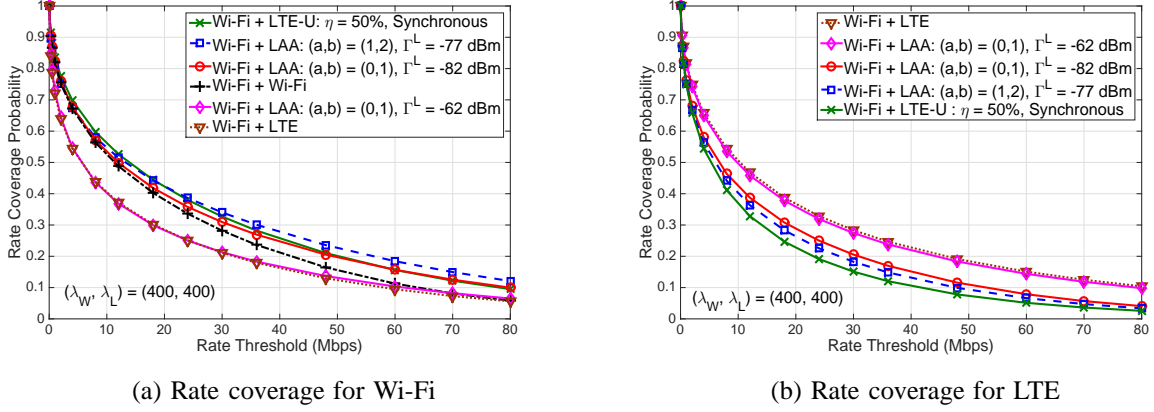 Rate Coverage Probability
1
0.9
0.8
0.7
0.6
0.5
0.4
0.3
0.2
0.1
0
Wi-Fi + LTE-U: η = 50%, Synchronous
Wi-Fi + LAA: (a,b) = (1,2), Γ^L = -77 dBm
Wi-Fi + LAA: (a,b) = (0,1), Γ^L = -82 dBm
Wi-Fi + Wi-Fi
Wi-Fi + LAA: (a,b) = (0,1), Γ^L = -62 dBm
Wi-Fi + LTE
(λ_W, λ_L) = (400, 400)
0 10 20 30 40 50 60 70 80
Rate Threshold (Mbps)
(a) Rate coverage for Wi-Fi
Rate Coverage Probability
1
0.9
0.8
0.7
0.6
0.5
0.4
0.3
0.2
0.1
0
Wi-Fi + LTE
Wi-Fi + LAA: (a,b) = (0,1), Γ^L = -62 dBm
Wi-Fi + LAA: (a,b) = (0,1), Γ^L = -82 dBm
Wi-Fi + LAA: (a,b) = (1,2), Γ^L = -77 dBm
Wi-Fi + LTE-U : η = 50%, Synchronous
(λ_W, λ_L) = (400, 400)
0 10 20 30 40 50 60 70 80
Rate Threshold (Mbps)
(b) Rate coverage for LTE